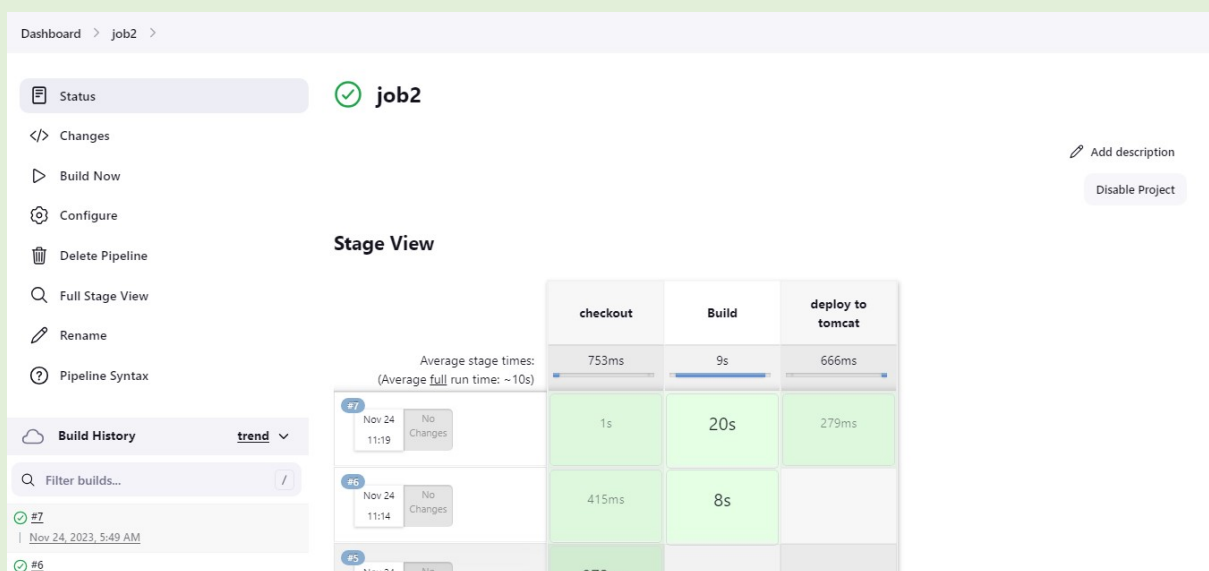 Dashboard > job2 >
Status
Changes
Build Now
Configure
Delete Pipeline
Full Stage View
Rename
Pipeline Syntax
Build History trend
Filter builds... /
#7
Nov 24, 2023, 5:49 AM
#6
job2
Add description
Disable Project
Stage View
checkout Build deploy to tomcat
Average stage times: 753ms 9s 666ms
(Average full run time: ~10s)
#7
Nov 24 11:19 No Changes 1s 20s 279ms
#6
Nov 24 11:14 No Changes 415ms 8s
#5